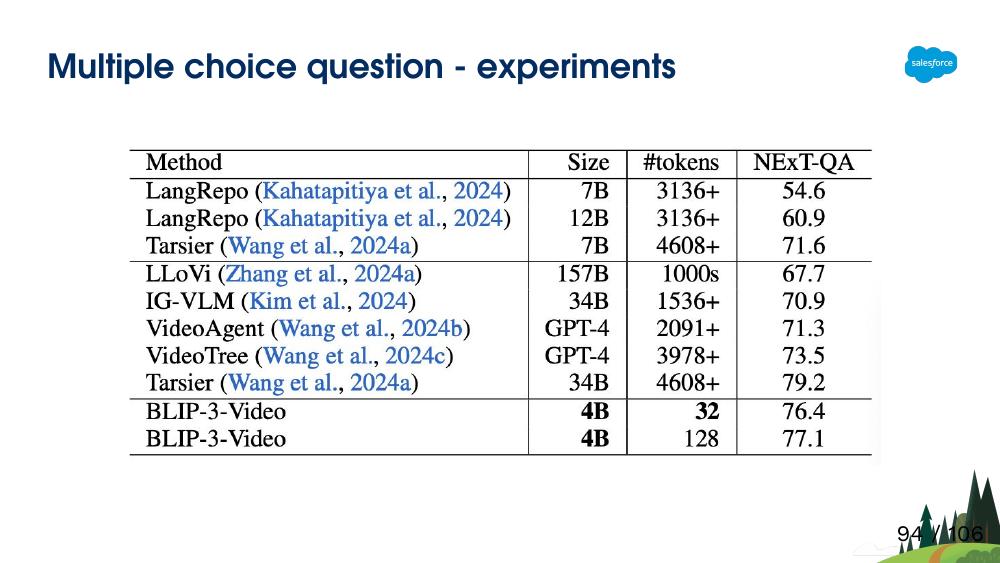 Multiple choice question - experiments
salesforce
Method Size #tokens NExT-QA
LangRepo (Kahatapitiya et al., 2024) 7B 3136+ 54.6
LangRepo (Kahatapitiya et al., 2024) 12B 3136+ 60.9
Tarsier (Wang et al., 2024a) 7B 4608+ 71.6
LLoVi (Zhang et al., 2024a) 157B 1000s 67.7
IG-VLM (Kim et al., 2024) 34B 1536+ 70.9
VideoAgent (Wang et al., 2024b) GPT-4 2091+ 71.3
VideoTree (Wang et al., 2024c) GPT-4 3978+ 73.5
Tarsier (Wang et al., 2024a) 34B 4608+ 79.2
BLIP-3-Video 4B 32 76.4
BLIP-3-Video 4B 128 77.1
94 / 106